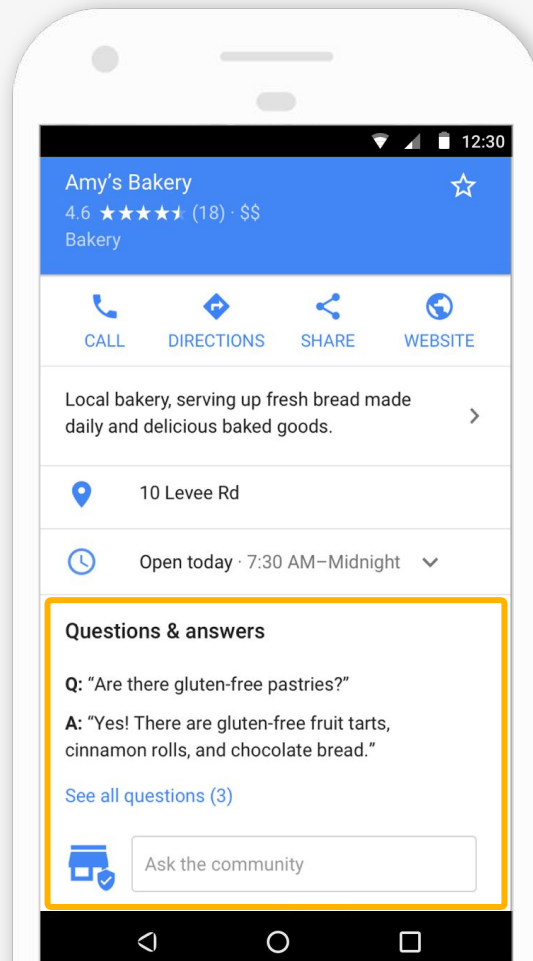 12:30
Amy's Bakery
4.6 ★★★★⯨ (18) · $$
Bakery
CALL DIRECTIONS SHARE WEBSITE
Local bakery, serving up fresh bread made
daily and delicious baked goods.
10 Levee Rd
Open today · 7:30 AM–Midnight
Questions & answers
Q: “Are there gluten-free pastries?”
A: “Yes! There are gluten-free fruit tarts,
cinnamon rolls, and chocolate bread.”
See all questions (3)
Ask the community